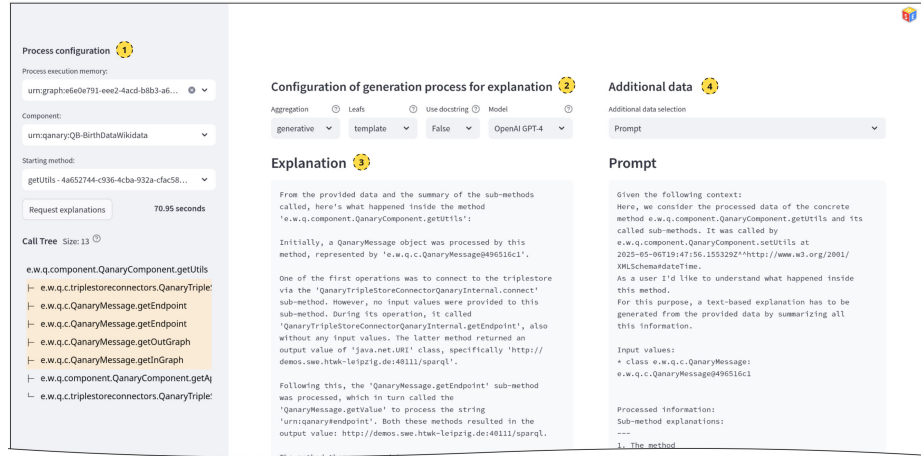 Process configuration 1
Process execution memory:
urn:graph:e6e0e791-eee2-4acd-b8b3-a6...
Component:
urn:qanary:QB-BirthDataWikidata
Starting method:
getUtils - 4a652744-c936-4cba-932a-cfac58...
Request explanations 70.95 seconds
Call Tree Size: 13
e.w.q.component.QanaryComponent.getUtils
├ e.w.q.c.triplestoreconnectors.QanaryTripleS
├ e.w.q.c.QanaryMessage.getEndpoint
├ e.w.q.c.QanaryMessage.getEndpoint
├ e.w.q.c.QanaryMessage.getOutGraph
├ e.w.q.c.QanaryMessage.getInGraph
├ e.w.q.component.QanaryComponent.getAp
└ e.w.q.c.triplestoreconnectors.QanaryTripleS
Configuration of generation process for explanation 2
Aggregation Leafs Use docstring Model
generative template False OpenAI GPT-4
Explanation 3
From the provided data and the summary of the sub-methods
called, here's what happened inside the method
'e.w.q.component.QanaryComponent.getUtils':
Initially, a QanaryMessage object was processed by this
method, represented by 'e.w.q.c.QanaryMessage@496516c1'.
One of the first operations was to connect to the triplestore
via the 'QanaryTripleStoreConnectorQanaryInternal.connect'
sub-method. However, no input values were provided to this
sub-method. During its operation, it called
'QanaryTripleStoreConnectorQanaryInternal.getEndpoint', also
without any input values. The latter method returned an
output value of 'java.net.URI' class, specifically 'http://
demos.swe.htwk-leipzig.de:40111/sparql'.
Following this, the 'QanaryMessage.getEndpoint' sub-method
was processed, which in turn called the
'QanaryMessage.getValue' to process the string
'urn:qanary#endpoint'. Both these methods resulted in the
output value: http://demos.swe.htwk-leipzig.de:40111/sparql.
Additional data 4
Additional data selection
Prompt
Prompt
Given the following context:
Here, we consider the processed data of the concrete
method e.w.q.component.QanaryComponent.getUtils and its
called sub-methods. It was called by
e.w.q.component.QanaryComponent.setUtils at
2025-05-06T19:47:56.155329Z^^http://www.w3.org/2001/
XMLSchema#dateTime.
As a user I'd like to understand what happened inside
this method.
For this purpose, a text-based explanation has to be
generated from the provided data by summarizing all
this information.
Input values:
* class e.w.q.c.QanaryMessage:
e.w.q.c.QanaryMessage@496516c1
Processed information:
Sub-method explanations:
---
1. The method